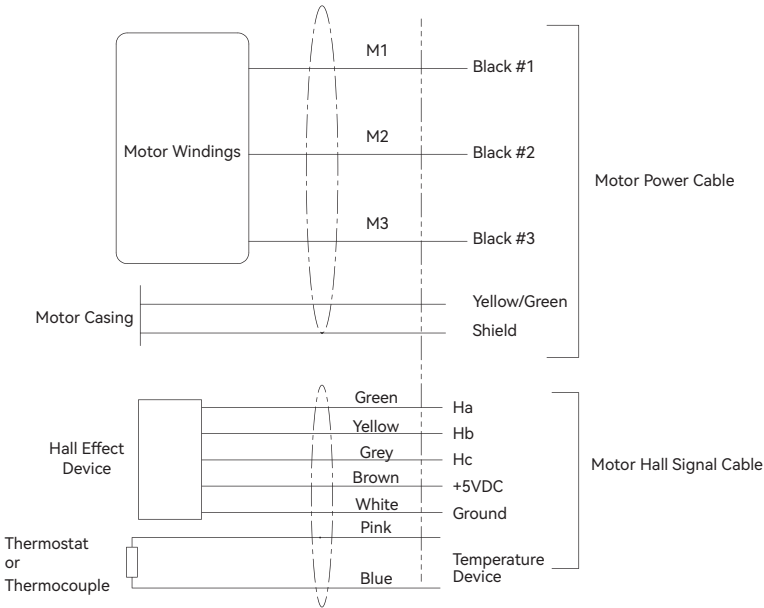 M1
Black #1
Motor Windings
M2
Black #2
Motor Power Cable
M3
Black #3
Motor Casing
Yellow/Green
Shield
Green
Ha
Yellow
Hb
Hall Effect
Device
Grey
Hc
Motor Hall Signal Cable
Brown
+5VDC
White
Ground
Pink
Thermostat
or
Thermocouple
Temperature
Device
Blue